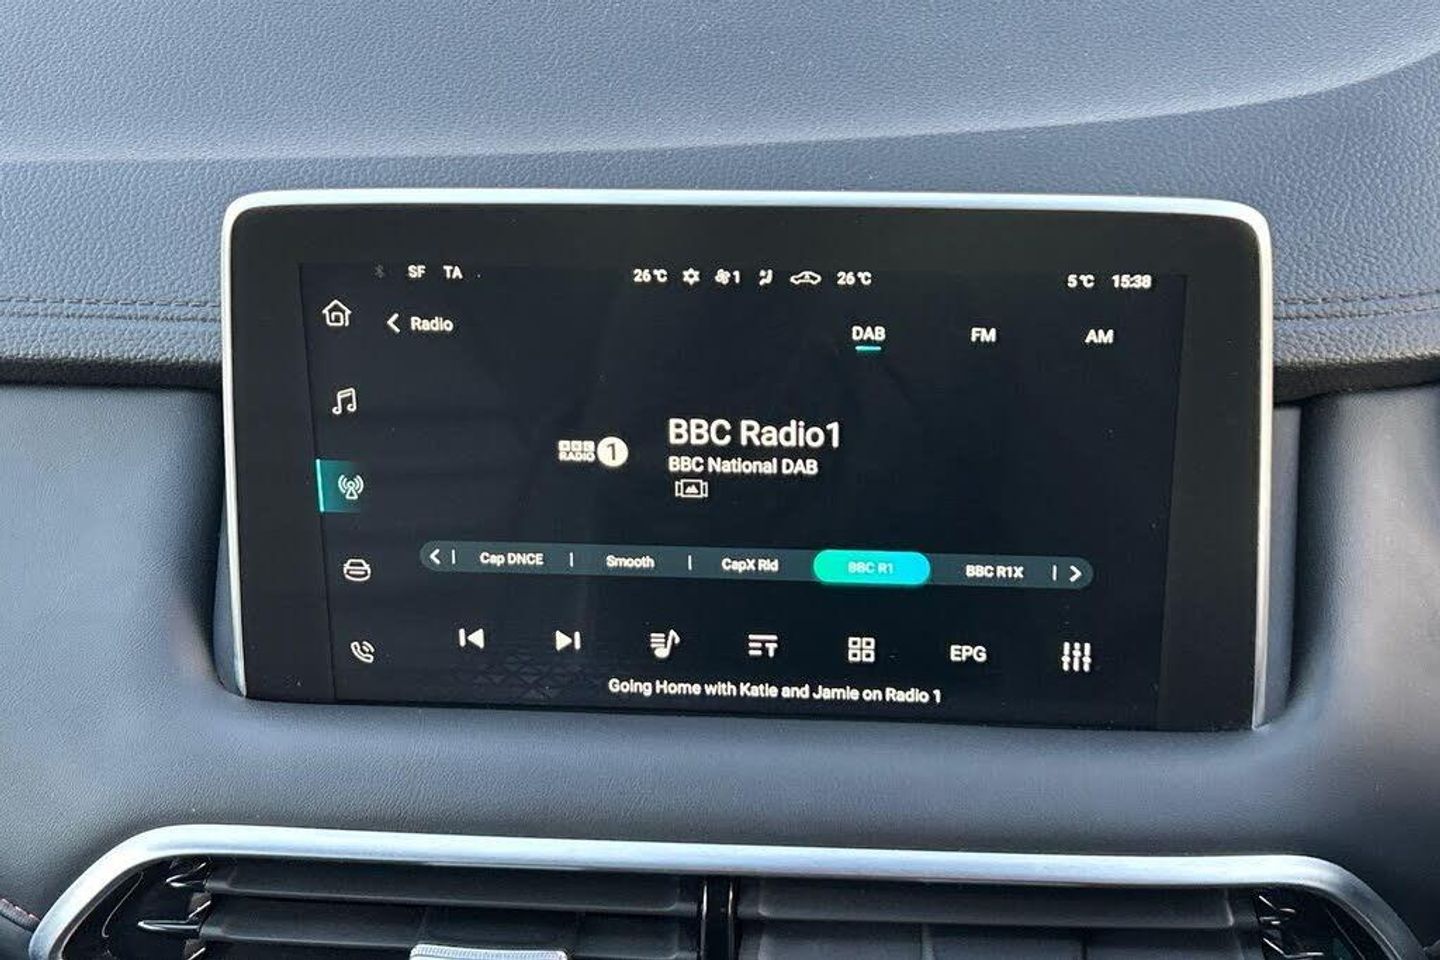 SF TA 26℃ 1 26℃ 5℃ 15:38
Radio
DAB FM AM
BBC RADIO 1
BBC Radio1
BBC National DAB
Cap DNCE Smooth CapX Rld BBC R1 BBC R1X
EPG
Going Home with Katie and Jamie on Radio 1